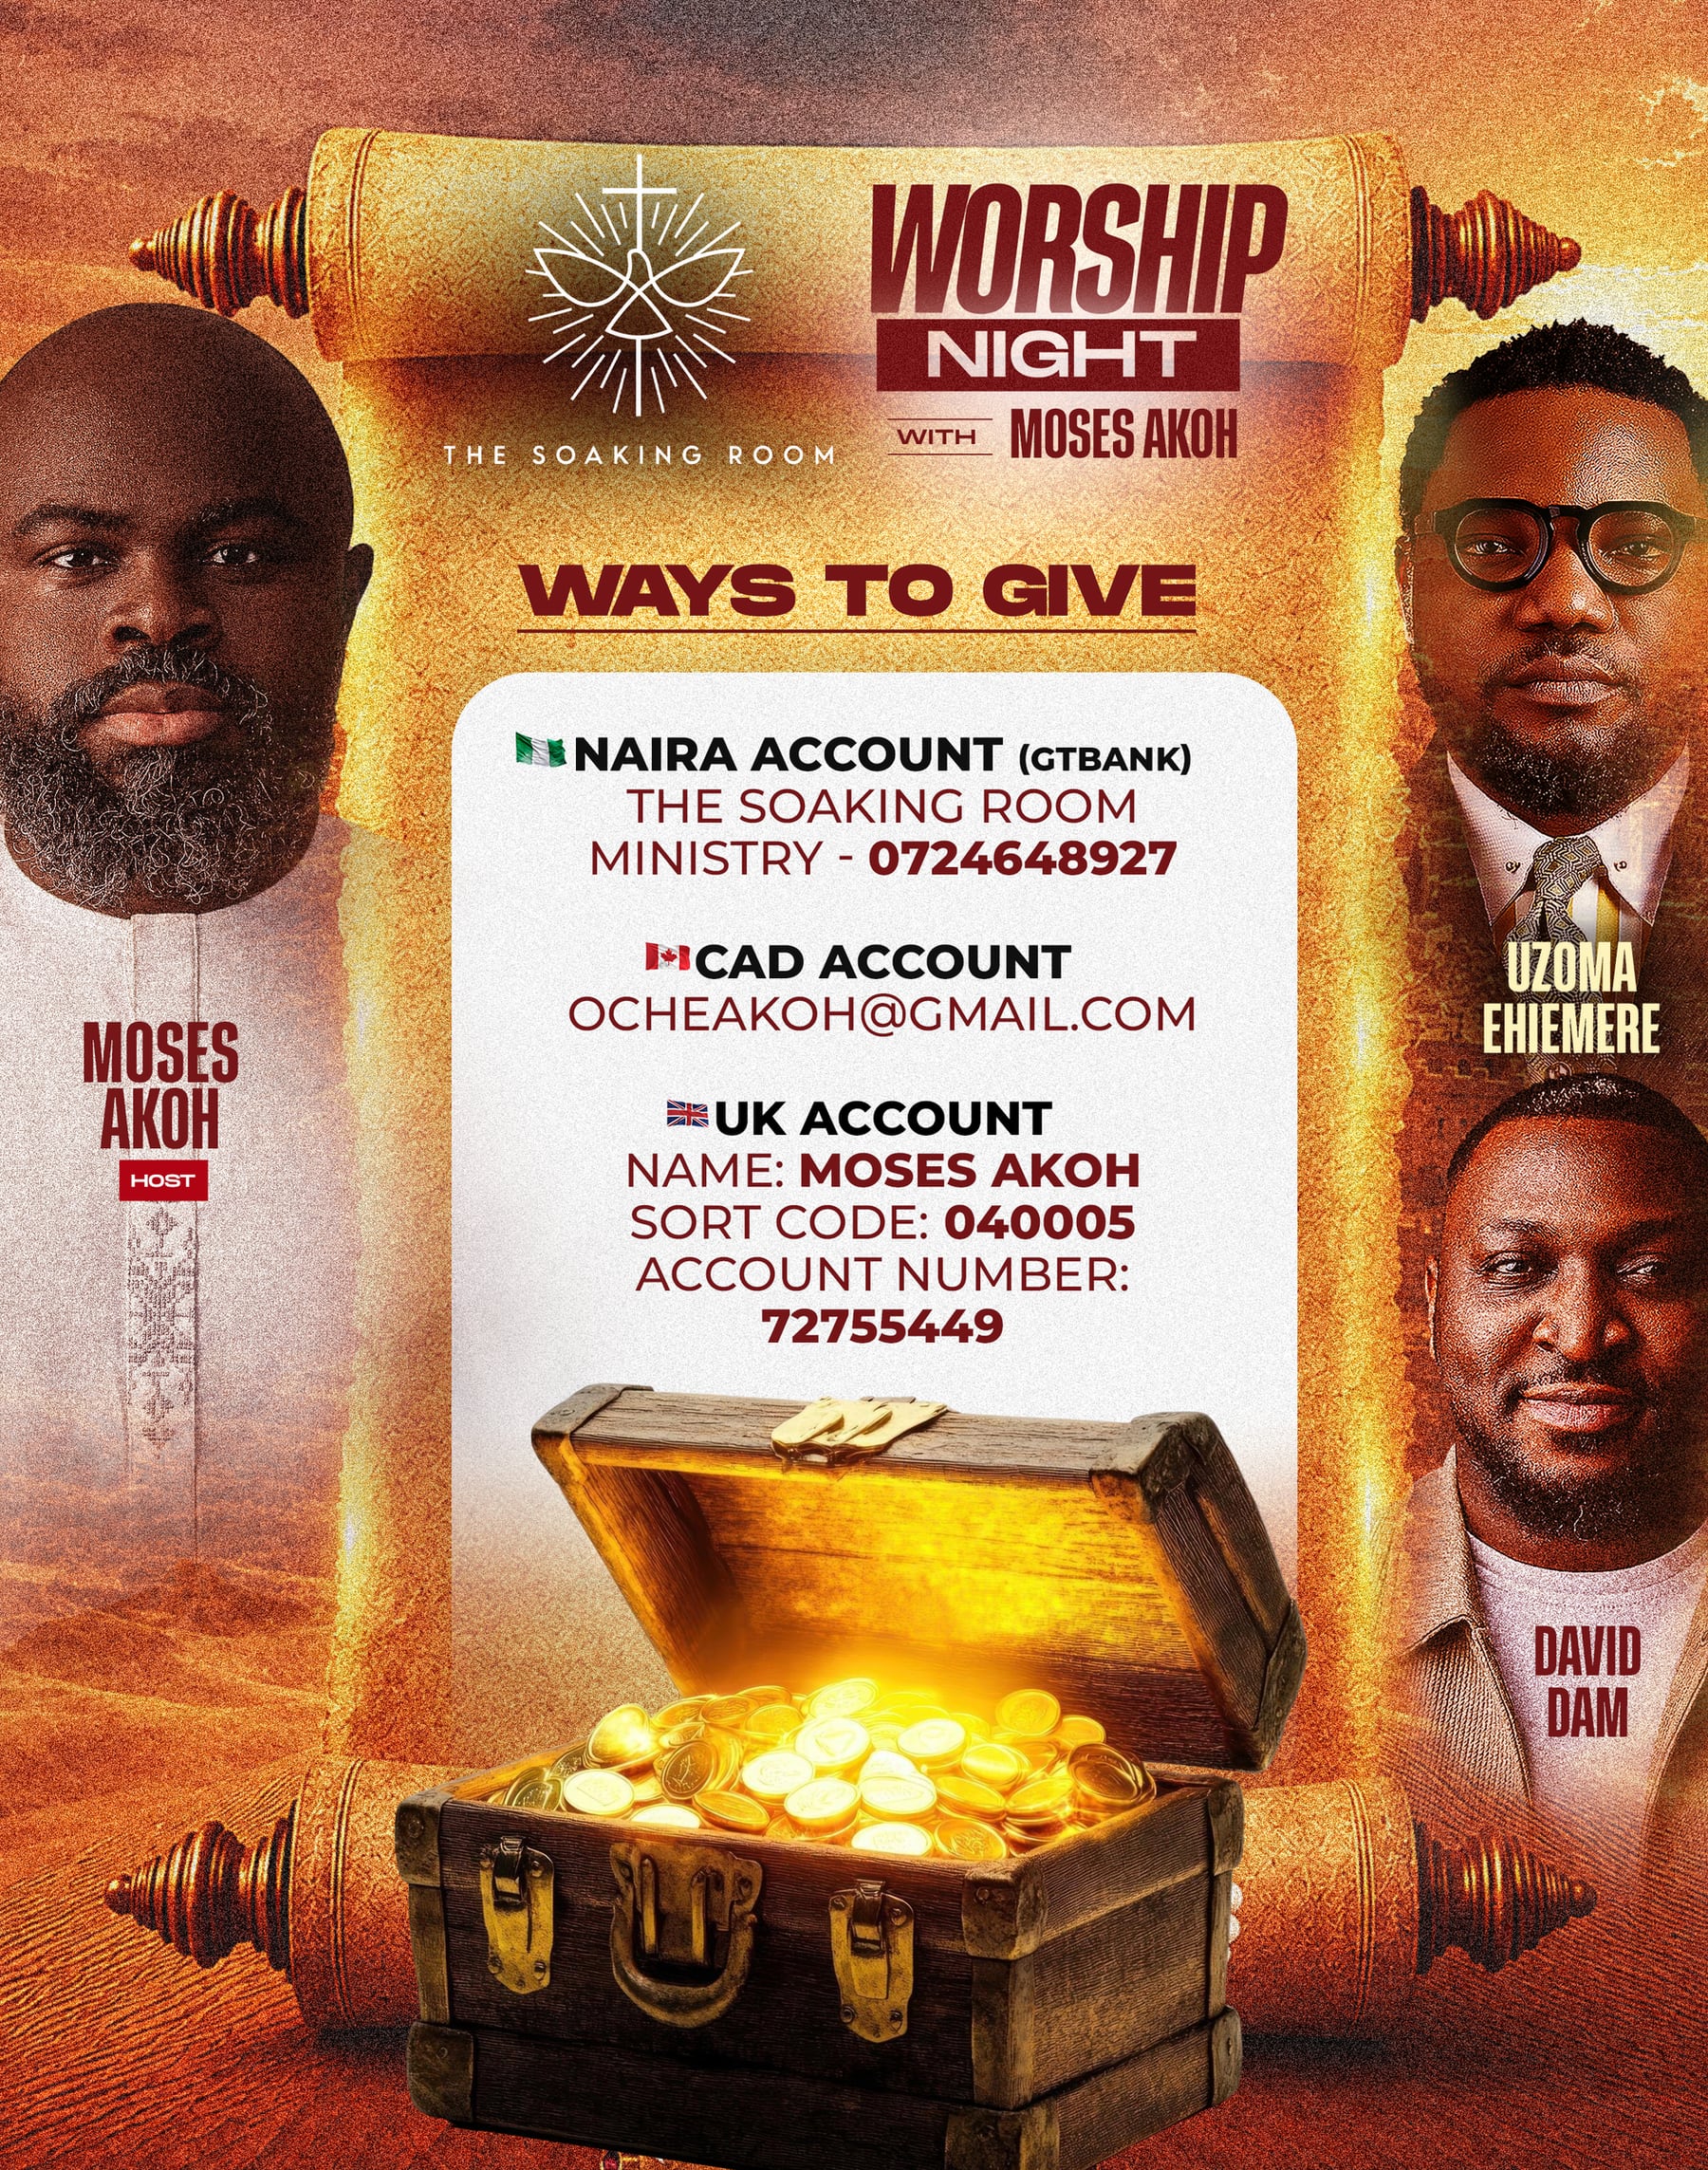 THE SOAKING ROOM
WORSHIP
NIGHT
WITH MOSES AKOH
WAYS TO GIVE
NAIRA ACCOUNT (GTBANK)
THE SOAKING ROOM
MINISTRY - 0724648927
CAD ACCOUNT
OCHEAKOH@GMAIL.COM
UK ACCOUNT
NAME: MOSES AKOH
SORT CODE: 040005
ACCOUNT NUMBER:
72755449
MOSES
AKOH
HOST
UZOMA
EHIEMERE
DAVID
DAM